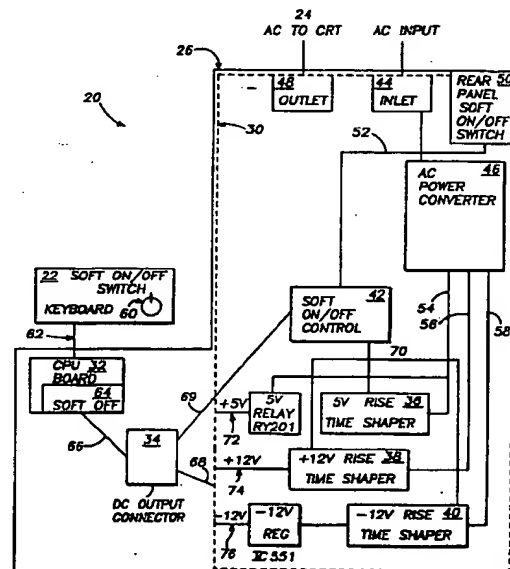 24
AC TO CRT
AC INPUT
26
48
OUTLET
44
INLET
REAR 50
PANEL
SOFT
ON/OFF
SWITCH
20
30
52
46
AC
POWER
CONVERTER
22 SOFT ON/OFF
SWITCH
KEYBOARD 60
62
42
SOFT
ON/OFF
CONTROL
54
56
58
CPU 32
BOARD
64
SOFT OFF
69
70
+5V
72
5V
RELAY
RY201
5V RISE 36
TIME SHAPER
66
34
68
+12V
74
+12V RISE 38
TIME SHAPER
DC OUTPUT
CONNECTOR
-12V
76
-12V
REG
IC 551
-12V RISE 40
TIME SHAPER